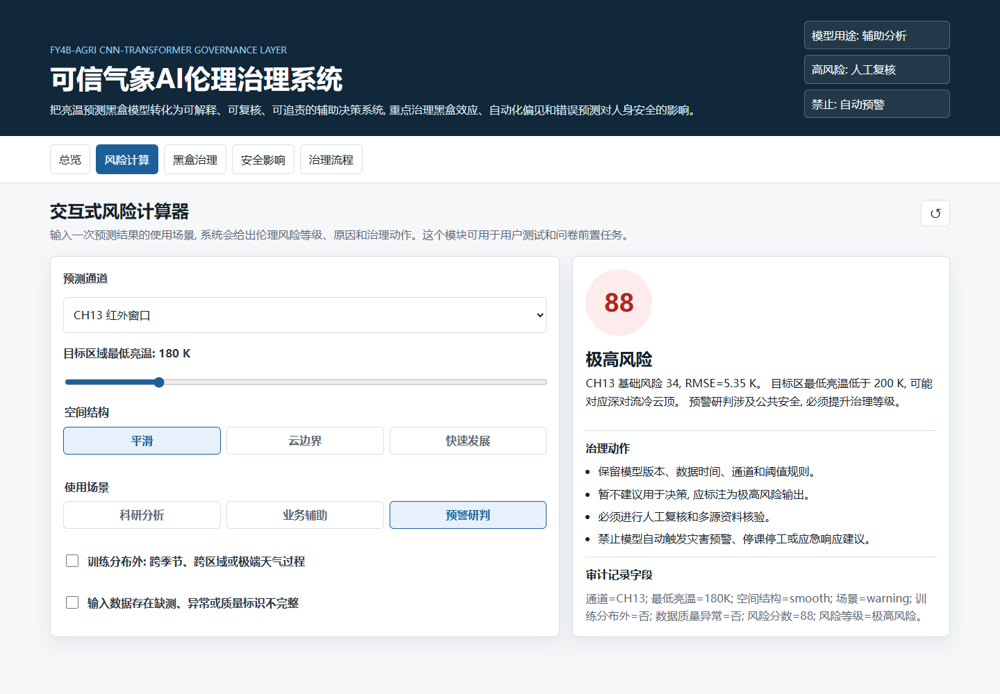 FY4B-AGRI CNN-TRANSFORMER GOVERNANCE LAYER
可信气象AI伦理治理系统
把亮温预测黑盒模型转化为可解释、可复核、可追责的辅助决策系统, 重点治理黑盒效应、自动化偏见和错误预测对人身安全的影响。
模型用途: 辅助分析
高风险: 人工复核
禁止: 自动预警
总览
风险计算
黑盒治理
安全影响
治理流程
交互式风险计算器
输入一次预测结果的使用场景, 系统会给出伦理风险等级、原因和治理动作。这个模块可用于用户测试和问卷前置任务。
↺
预测通道
CH13 红外窗口
目标区域最低亮温: 180 K
空间结构
平滑
云边界
快速发展
使用场景
科研分析
业务辅助
预警研判
训练分布外: 跨季节、跨区域或极端天气过程
输入数据存在缺测、异常或质量标识不完整
88
极高风险
CH13 基础风险 34, RMSE=5.35 K。 目标区最低亮温低于 200 K, 可能
对应深对流冷云顶。 预警研判涉及公共安全, 必须提升治理等级。
治理动作
• 保留模型版本、数据时间、通道和阈值规则。
• 暂不建议用于决策, 应标注为极高风险输出。
• 必须进行人工复核和多源资料核验。
• 禁止模型自动触发灾害预警、停课停工或应急响应建议。
审计记录字段
通道=CH13; 最低亮温=180K; 空间结构=smooth; 场景=warning; 训
练分布外=否; 数据质量异常=否; 风险分数=88; 风险等级=极高风险。